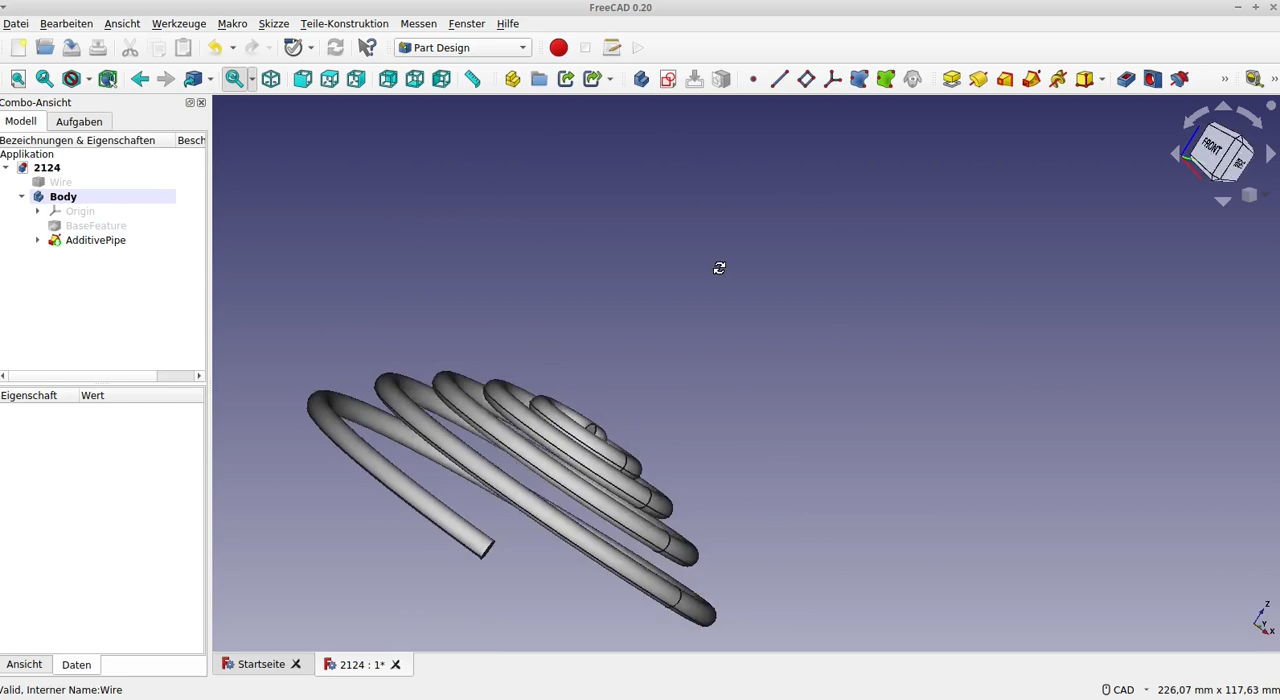 FreeCAD 0.20
Datei Bearbeiten Ansicht Werkzeuge Makro Skizze Teile-Konstruktion Messen Fenster Hilfe
Part Design
Combo-Ansicht
Modell Aufgaben
Bezeichnungen & Eigenschaften Besch
Applikation
2124
Wire
Body
Origin
BaseFeature
AdditivePipe
FRONT
Eigenschaft Wert
Z
Y
X
Ansicht Daten
Startseite 2124 : 1*
Valid, Interner Name:Wire
CAD 226,07 mm x 117,63 mm